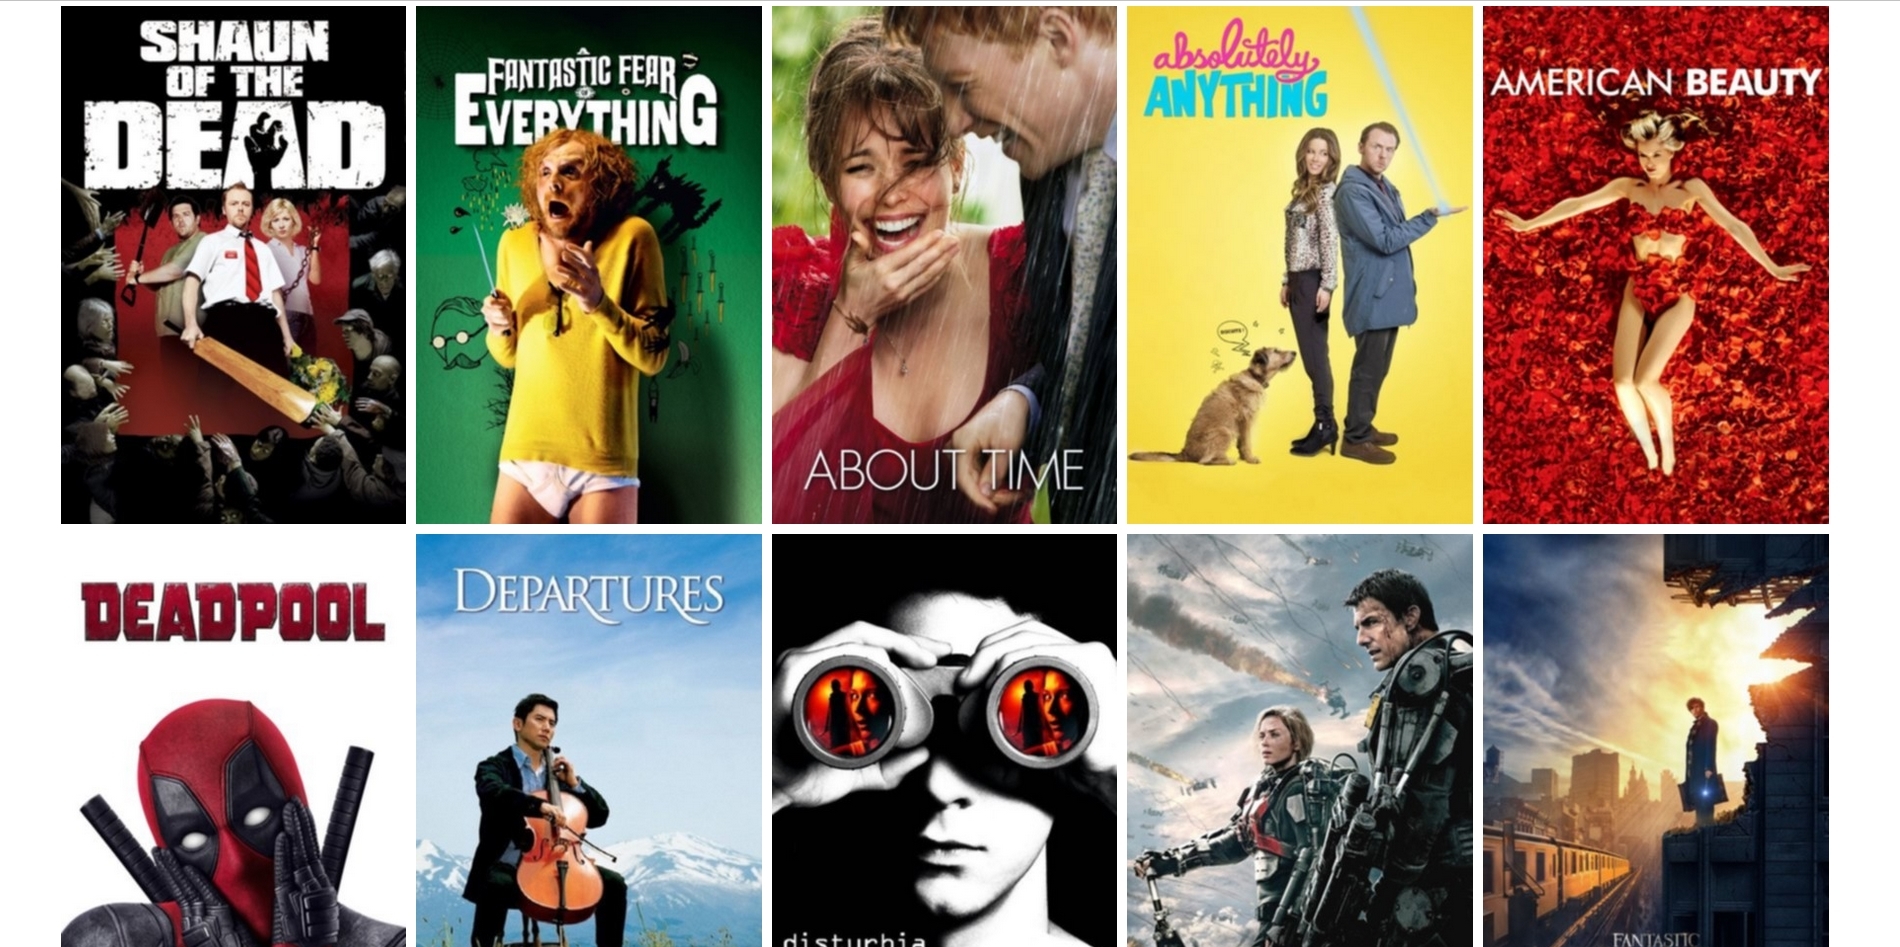 SHAUN
OF THE
DEAD
A
FANTASTIC FEAR
OF
EVERYTHING
ABOUT TIME
absolutely
ANYTHING
AMERICAN BEAUTY
DEADPOOL
DEPARTURES
disturbia
FANTASTIC